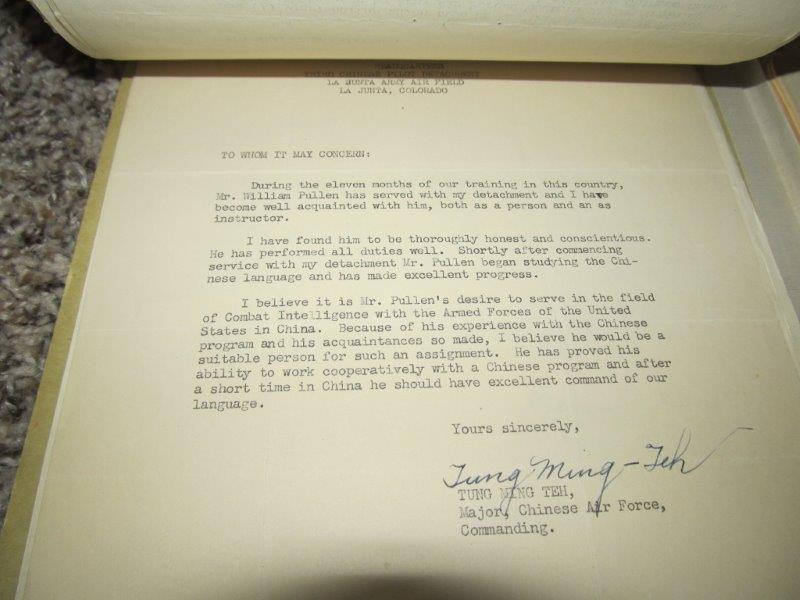 HEADQUARTERS
THIRD CHINESE PILOT DETACHMENT
LA JUNTA ARMY AIR FIELD
LA JUNTA, COLORADO
TO WHOM IT MAY CONCERN:
During the eleven months of our training in this country,
Mr. William Pullen has served with my detachment and I have
become well acquainted with him, both as a person and an as
instructor.
I have found him to be thoroughly honest and conscientious.
He has performed all duties well. Shortly after commencing
service with my detachment Mr. Pullen began studying the Chi-
nese language and has made excellent progress.
I believe it is Mr. Pullen's desire to serve in the field
of Combat Intelligence with the Armed Forces of the United
States in China. Because of his experience with the Chinese
program and his acquaintances so made, I believe he would be a
suitable person for such an assignment. He has proved his
ability to work cooperatively with a Chinese program and after
a short time in China he should have excellent command of our
language.
Yours sincerely,
Tung Ming-Teh
TUNG MING TEH,
Major, Chinese Air Force,
Commanding.